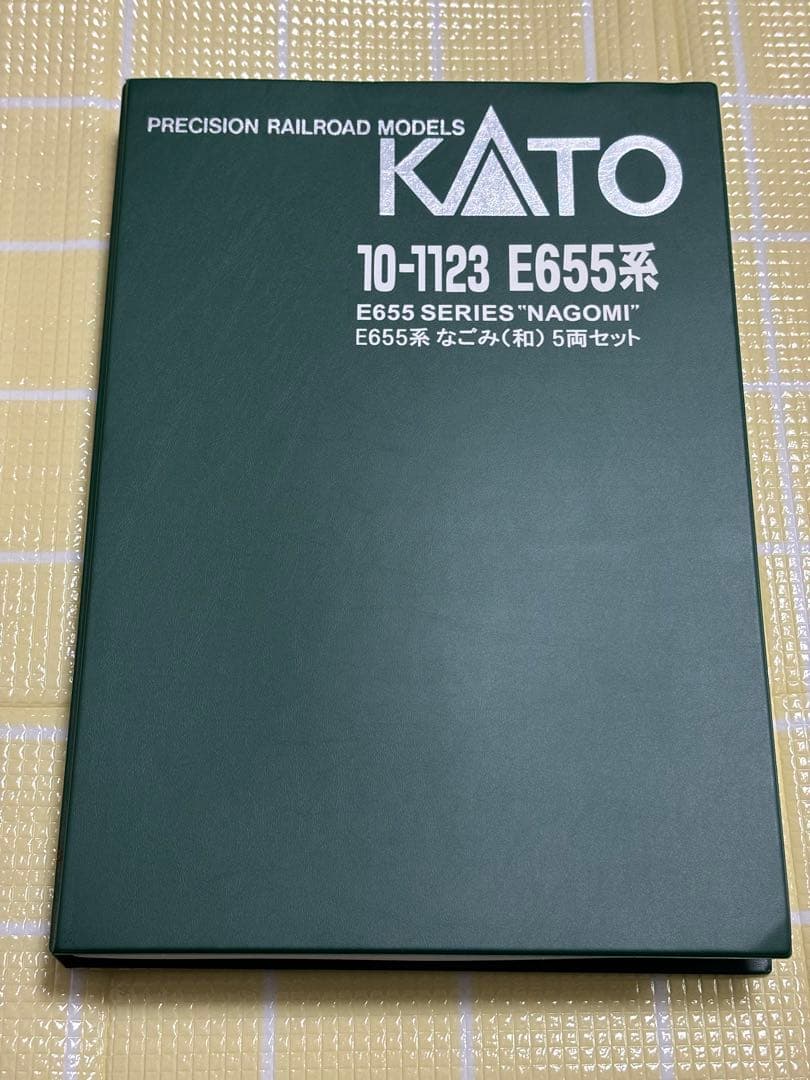 PRECISION RAILROAD MODELS
KATO
10-1123 E655系
E655 SERIES "NAGOMI"
E655系 なごみ(和) 5両セット